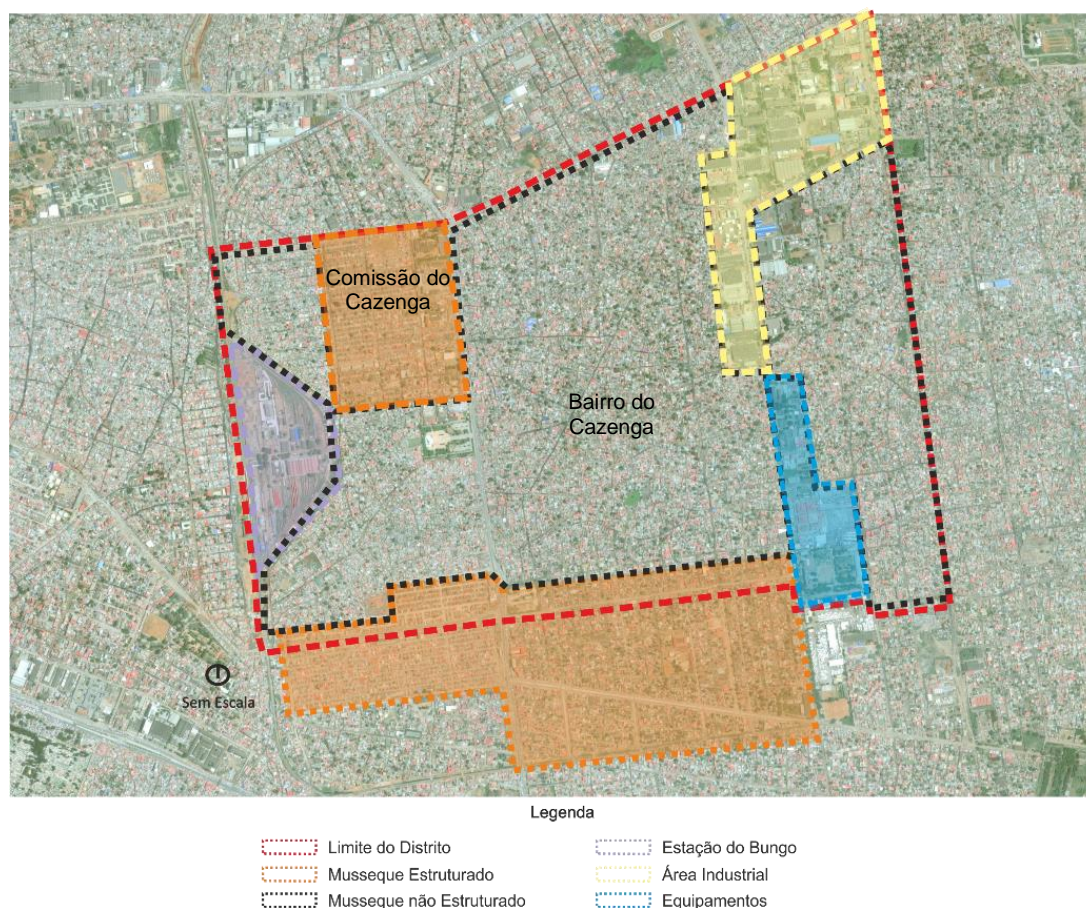 Comissão do
Cazenga
Bairro do
Cazenga
Sem Escala
Legenda
Limite do Distrito
Musseque Estruturado
Musseque não Estruturado
Estação do Bungo
Área Industrial
Equipamentos